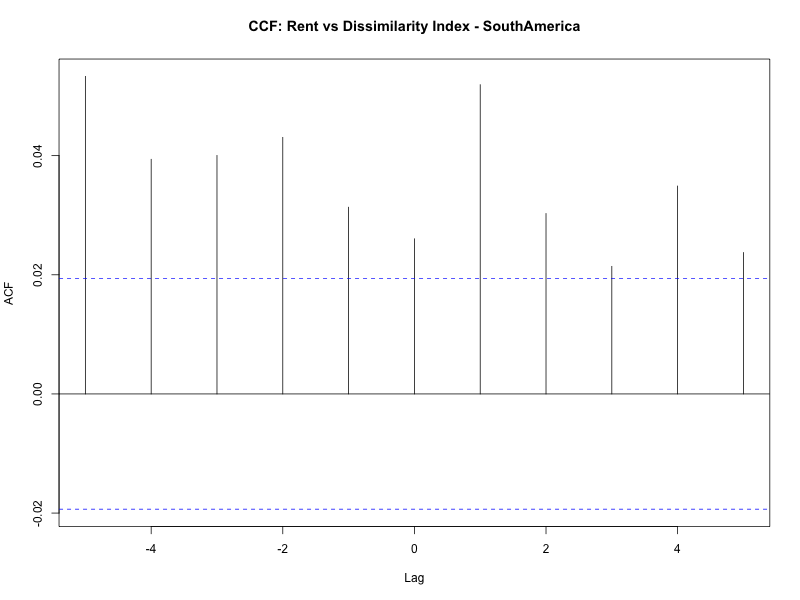 CCF: Rent vs Dissimilarity Index - SouthAmerica
ACF
0.04
0.02
0.00
-0.02
-4 -2 0 2 4
Lag